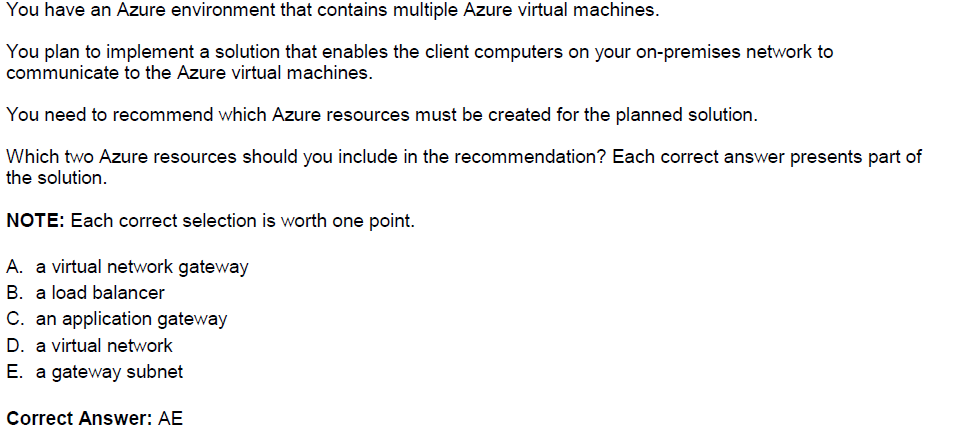 You have an Azure environment that contains multiple Azure virtual machines.
You plan to implement a solution that enables the client computers on your on-premises network to
communicate to the Azure virtual machines.
You need to recommend which Azure resources must be created for the planned solution.
Which two Azure resources should you include in the recommendation? Each correct answer presents part of
the solution.
NOTE: Each correct selection is worth one point.
A. a virtual network gateway
B. a load balancer
C. an application gateway
D. a virtual network
E. a gateway subnet
Correct Answer: AE